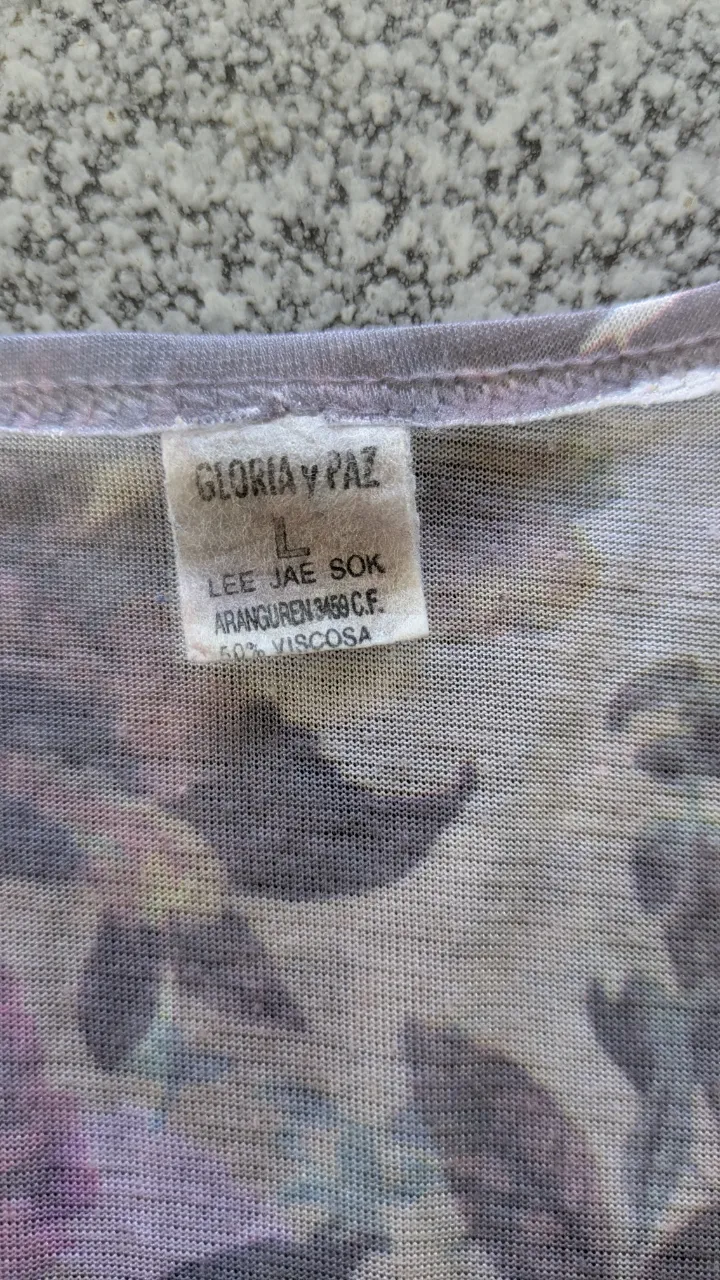 GLORIA y PAZ
L
LEE JAE SOK
ARANGUREN 3459 C.F.
50% VISCOSA